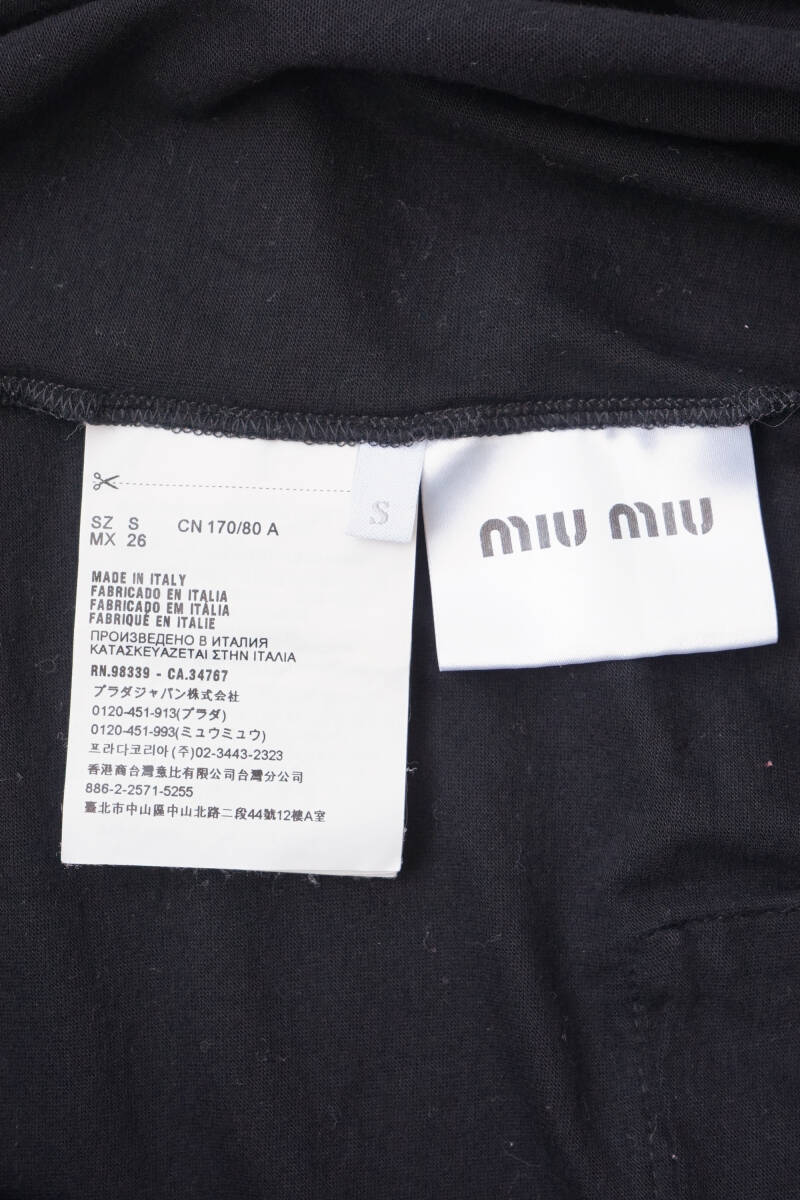 SZ S CN 170/80 A
MX 26
MADE IN ITALY
FABRICADO EN ITALIA
FABRICADO EM ITÀLIA
FABRIQUÉ EN ITALIE
ПРОИЗВЕДЕНО В ИТАЛИЯ
ΚΑΤΑΣΚΕΥΑΖΕΤΑΙ ΣΤΗΝ ΙΤΑΛΙΑ
RN.98339 - CA.34767
プラダジャパン株式会社
0120-451-913(プラダ)
0120-451-993(ミュウミュウ)
프라다코리아 (주)02-3443-2323
香港商台灣意比有限公司台灣分公司
886-2-2571-5255
臺北市中山區中山北路二段44號12樓A室
S
MIU MIU